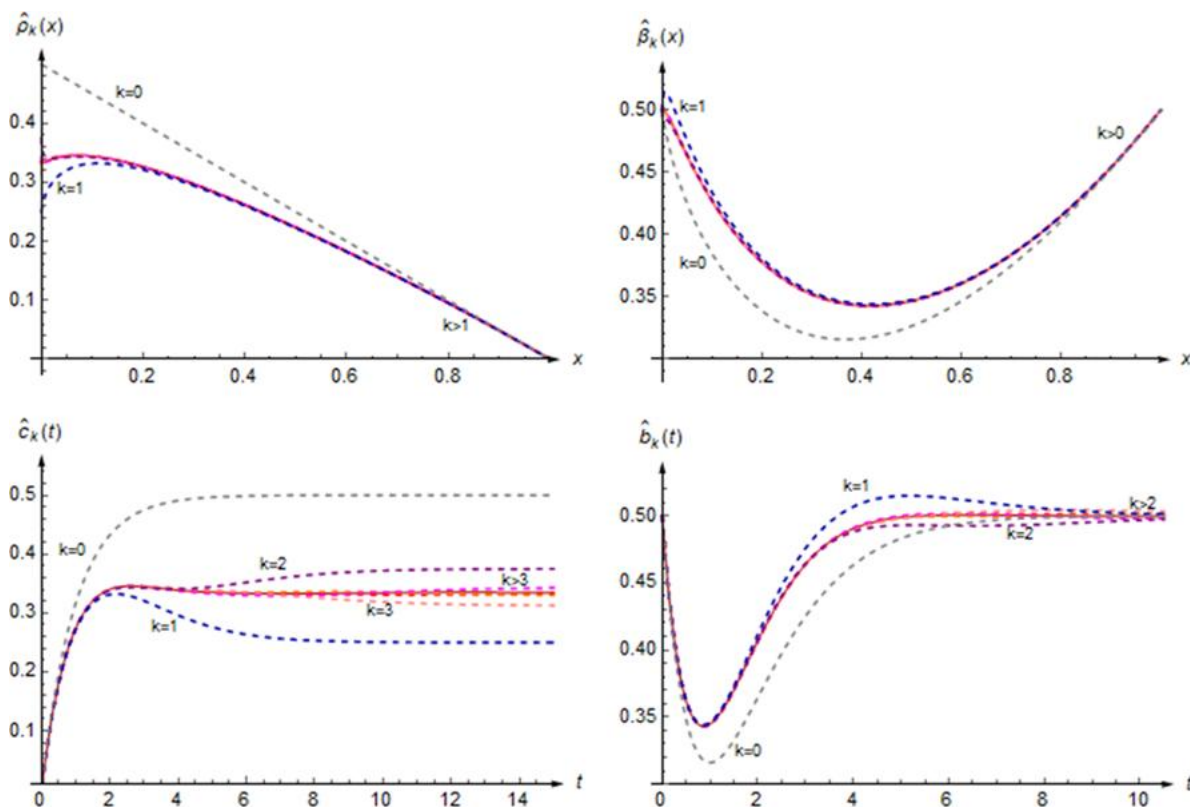 ρ̂ₖ(x)
k=0
0.4
0.3
k=1
0.2
0.1
k>1
0.2 0.4 0.6 0.8 x
β̂ₖ(x)
0.50
k=1
k>0
0.45
0.40
k=0
0.35
0.2 0.4 0.6 0.8 x
ĉₖ(t)
0.5
k=0
0.4
k=2
k>3
0.3
k=1
k=3
0.2
0.1
0 2 4 6 8 10 12 14 t
b̂ₖ(t)
k=1
k>2
0.50
k=2
0.45
0.40
0.35
k=0
0 2 4 6 8 10 t